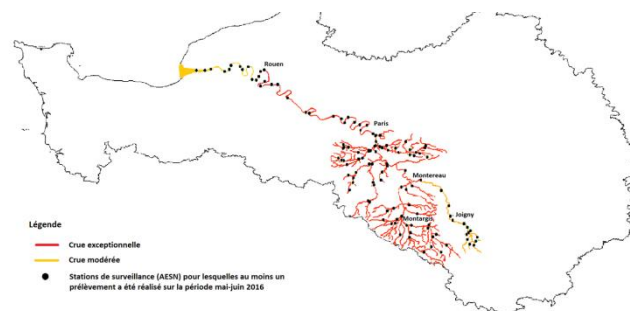 Rouen
Paris
Montereau
Joigny
Montargis
Légende
Crue exceptionnelle
Crue modérée
Stations de surveillance (AESN) pour lesquelles au moins un
prélèvement a été réalisé sur la période mai-juin 2016